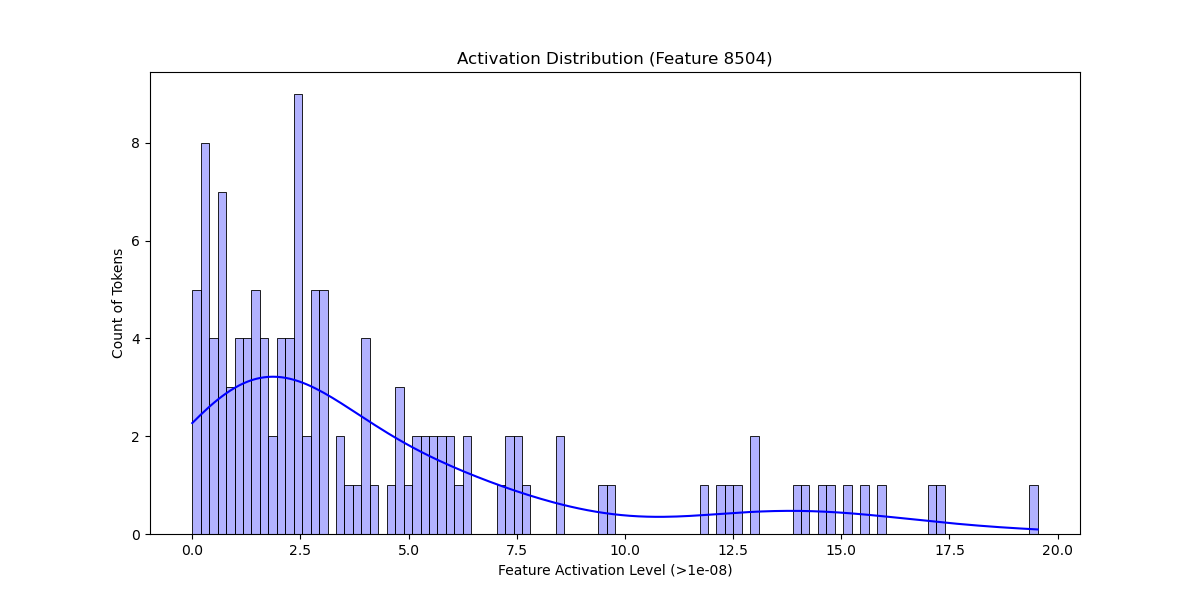 Activation Distribution (Feature 8504)
Count of Tokens
8
6
4
2
0
0.0 2.5 5.0 7.5 10.0 12.5 15.0 17.5 20.0
Feature Activation Level (>1e-08)